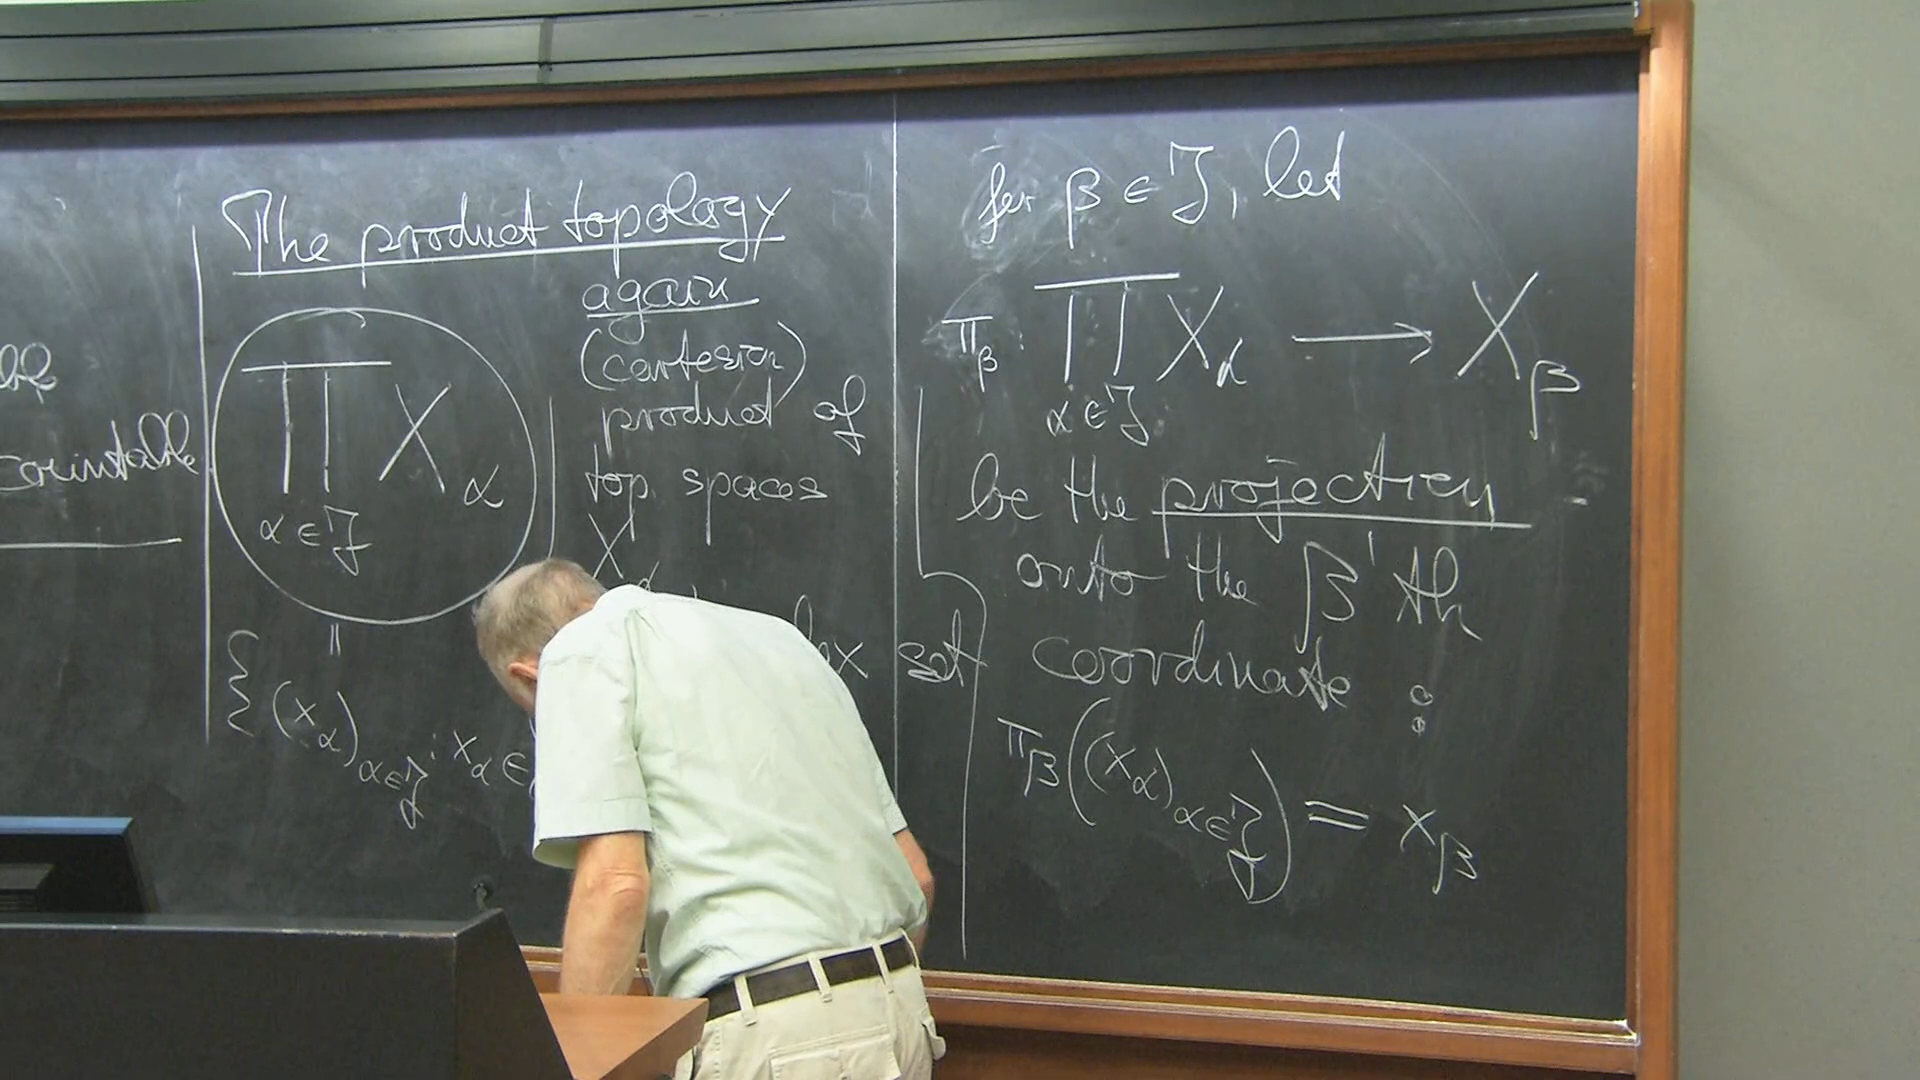 countable
The product topology
again
(cartesian)
product of
top. spaces
X_α
set
∏ X_α
α∈J
=
{(x_α)_{α∈J} : x_α ∈
for β ∈ J, let
π_β : ∏ X_α → X_β
α∈J
be the projection
onto the β'th
coordinate :
π_β((x_α)_{α∈J}) = x_β